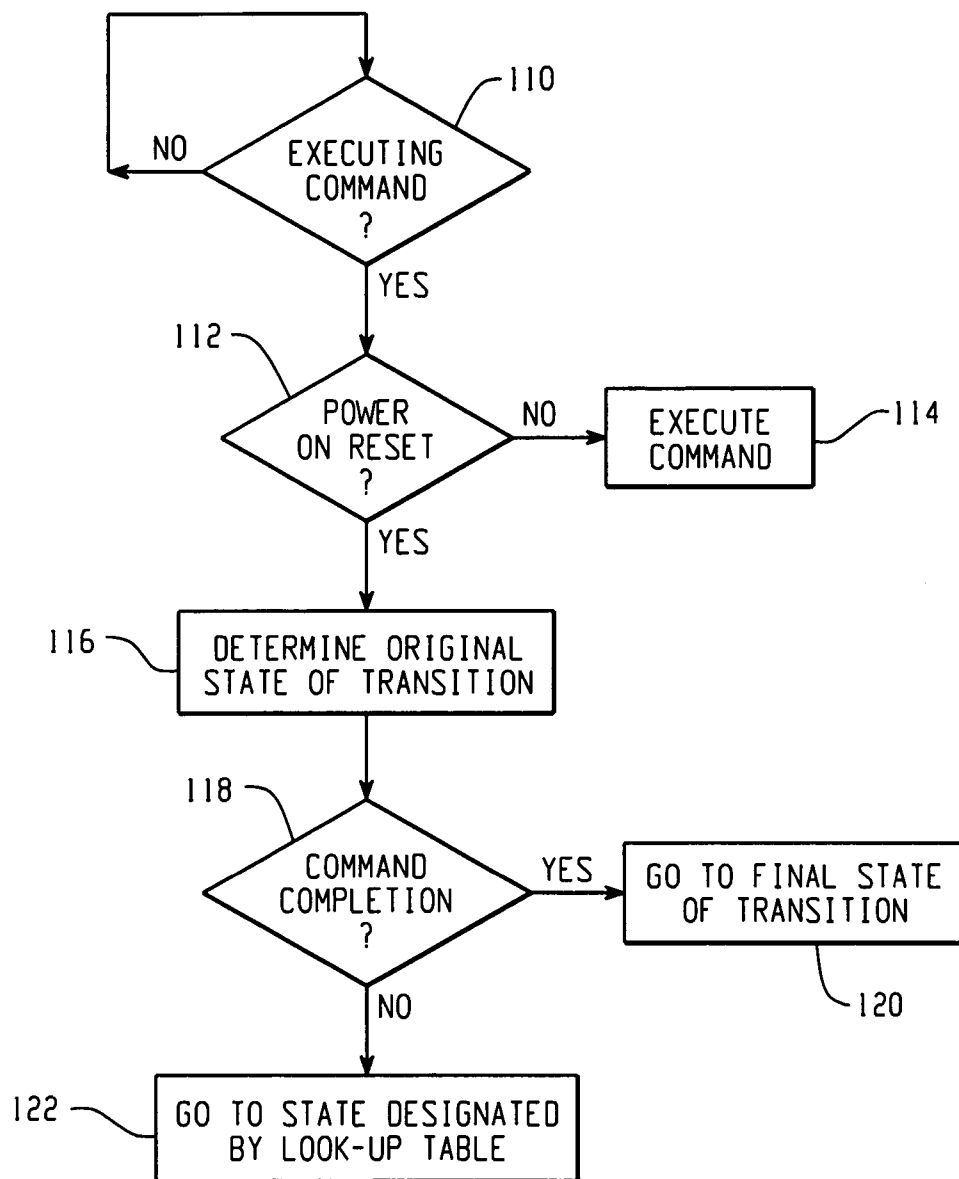 110
NO
EXECUTING
COMMAND
?
YES
112
POWER
ON RESET
?
NO
EXECUTE
COMMAND
114
YES
116
DETERMINE ORIGINAL
STATE OF TRANSITION
118
COMMAND
COMPLETION
?
YES
GO TO FINAL STATE
OF TRANSITION
120
NO
122
GO TO STATE DESIGNATED
BY LOOK-UP TABLE